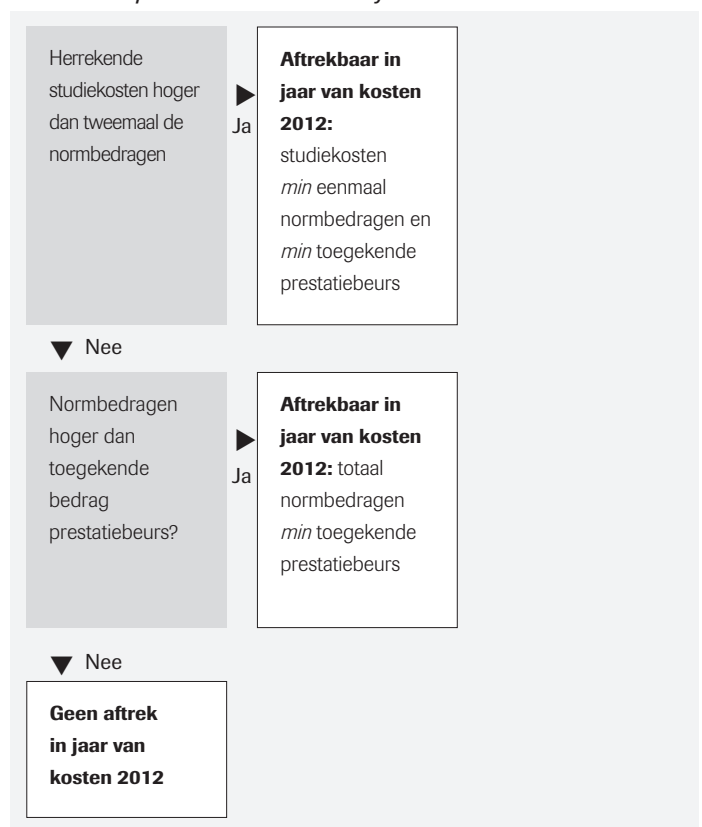 Herrekende
studiekosten hoger
dan tweemaal de
normbedragen
Ja
Aftrekbaar in
jaar van kosten
2012:
studiekosten
min eenmaal
normbedragen en
min toegekende
prestatiebeurs
Nee
Normbedragen
hoger dan
toegekende
bedrag
prestatiebeurs?
Ja
Aftrekbaar in
jaar van kosten
2012: totaal
normbedragen
min toegekende
prestatiebeurs
Nee
Geen aftrek
in jaar van
kosten 2012